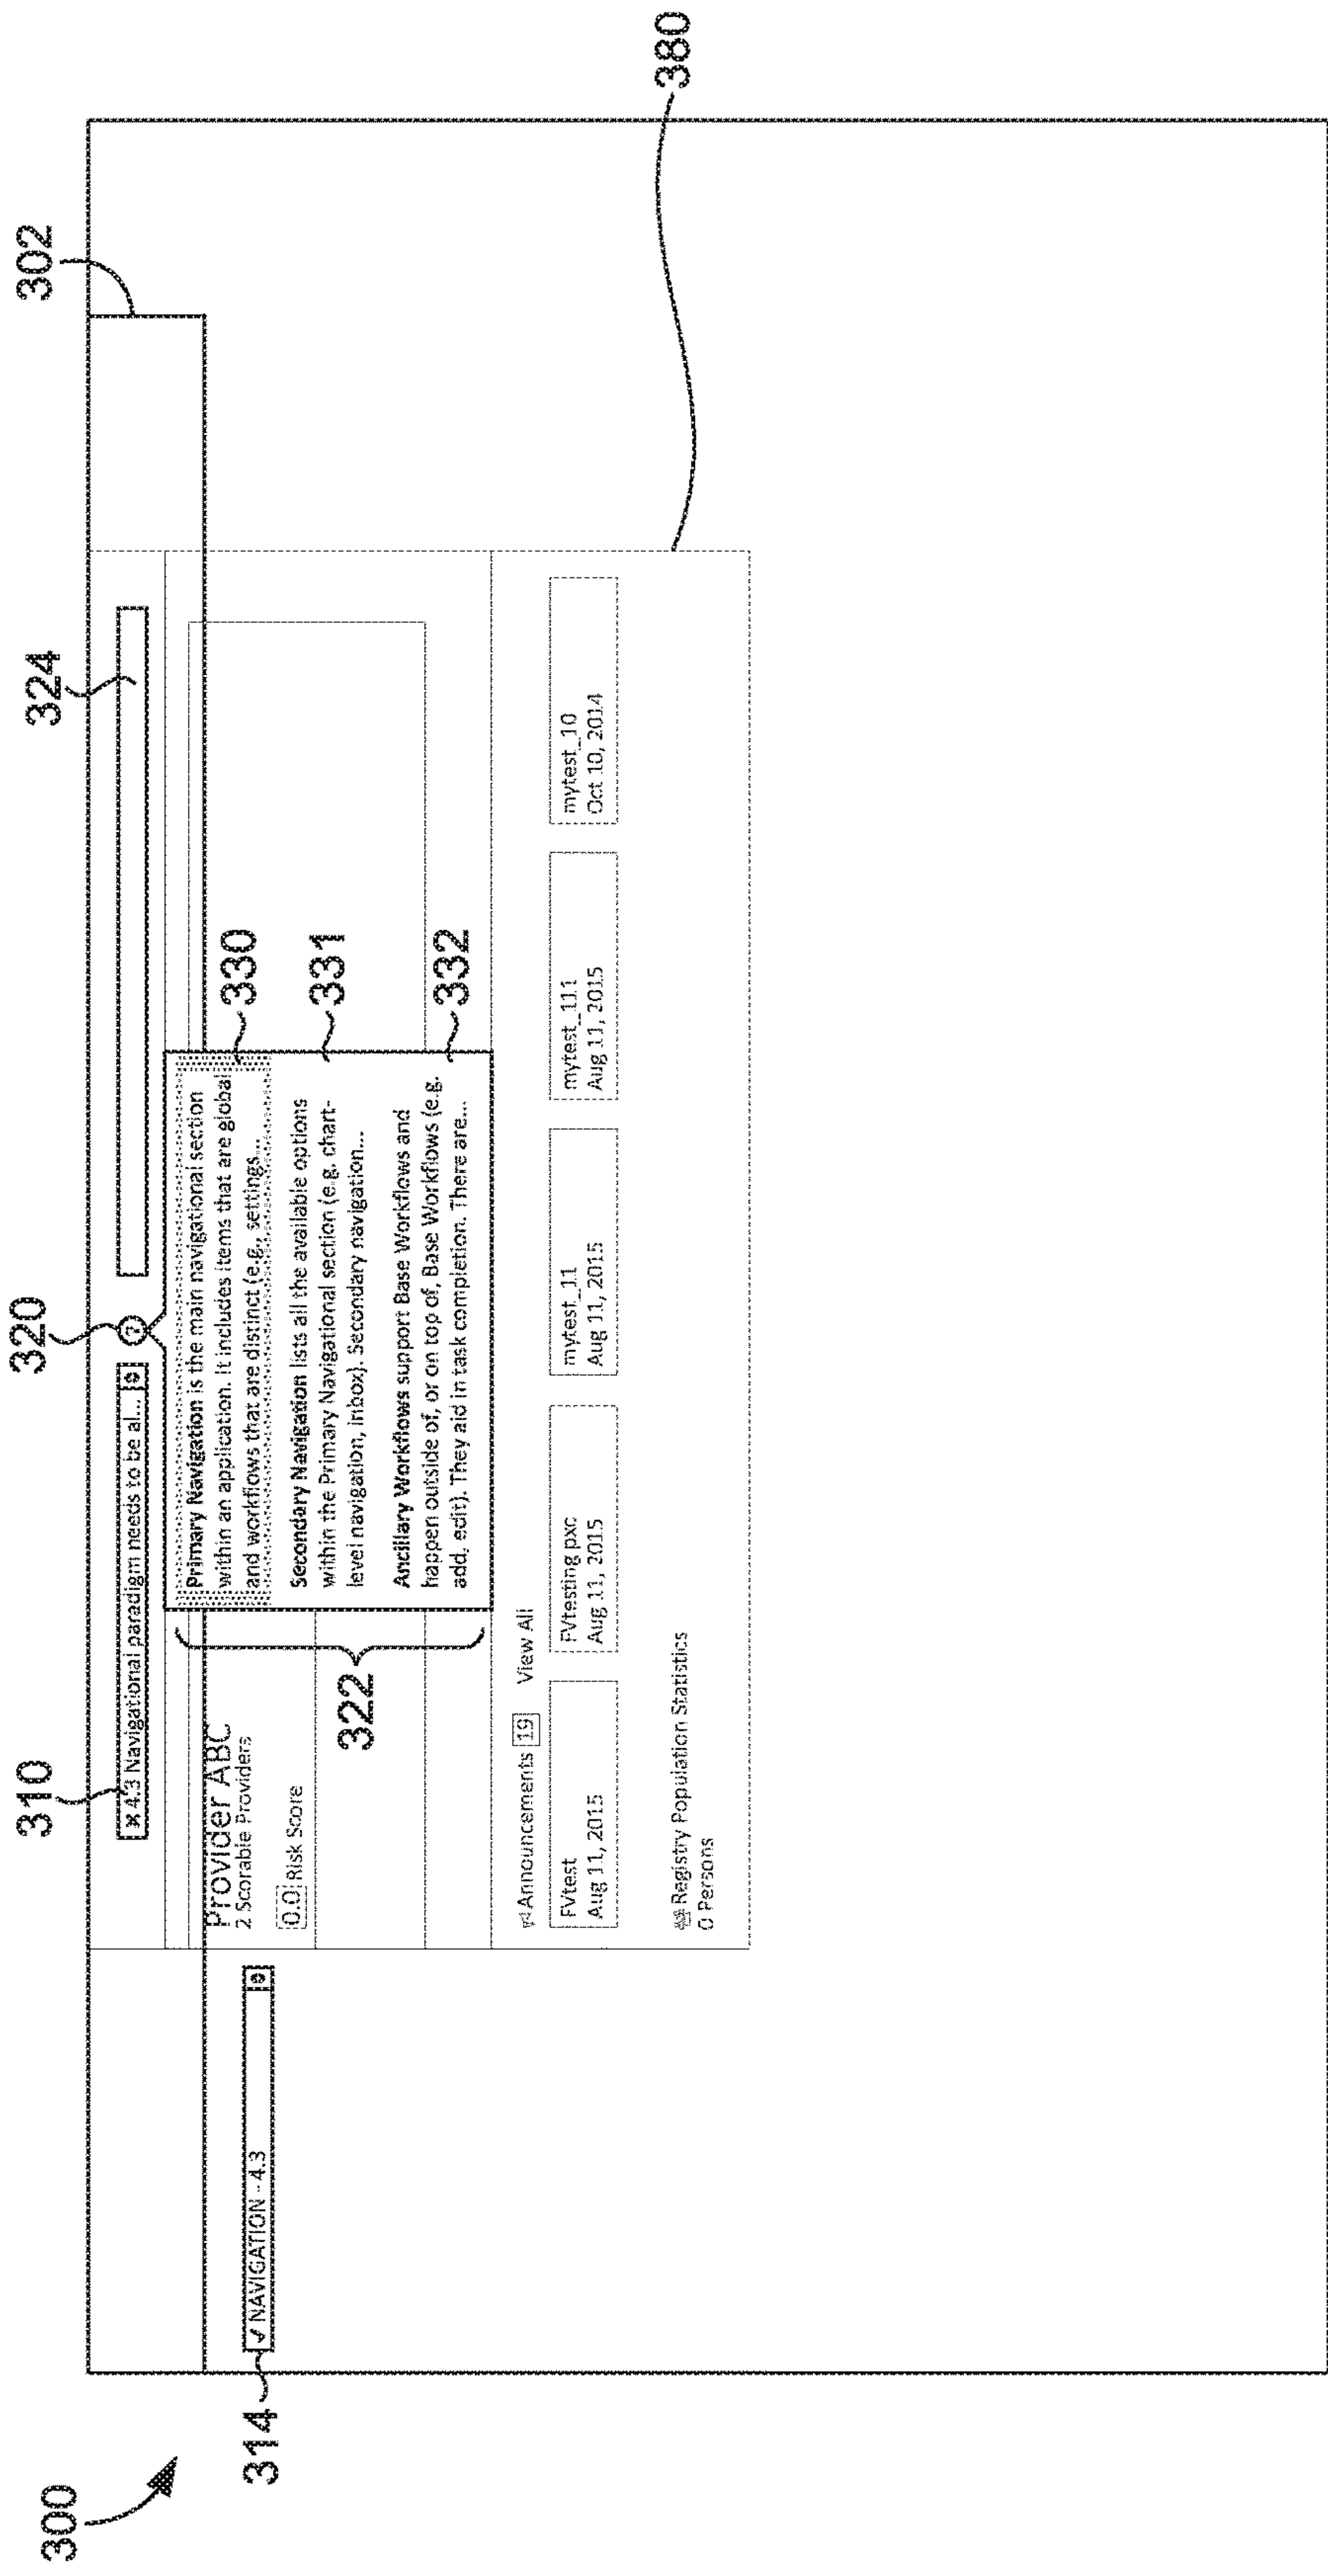 300
302
310
320
324
✖ 4.3 Navigational paradigm needs to be al...
?
314
✓ NAVIGATION - 4.3
Provider ABC
2 Scorable Providers
0.0 Risk Score
322
Primary Navigation is the main navigational section
within an application. It includes items that are global
and workflows that are distinct (e.g., settings...
330
Secondary Navigation lists all the available options
within the Primary Navigational section (e.g. chart-
level navigation, inbox). Secondary navigation...
331
Ancillary Workflows support Base Workflows and
happen outside of, or on top of, Base Workflows (e.g.
add, edit). They aid in task completion. There are...
332
Announcements 19 View All
FVtest
Aug 11, 2015
FVtesting pxc
Aug 11, 2015
mytest_11
Aug 11, 2015
mytest_111
Aug 11, 2015
mytest_10
Oct 10, 2014
Registry Population Statistics
0 Persons
380